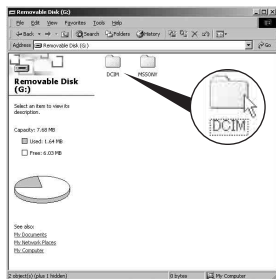 Removable Disk (G:)
File Edit View Favorites Tools Help
Back Search Folders History
Address Removable Disk (G:) Go
Removable Disk (G:)
Select an item to view its description.
Capacity: 7.68 MB
Used: 1.64 MB
Free: 6.03 MB
See also:
My Documents
My Network Places
My Computer
DCIM MSSONY
DCIM
2 object(s) (plus 1 hidden) 0 bytes My Computer